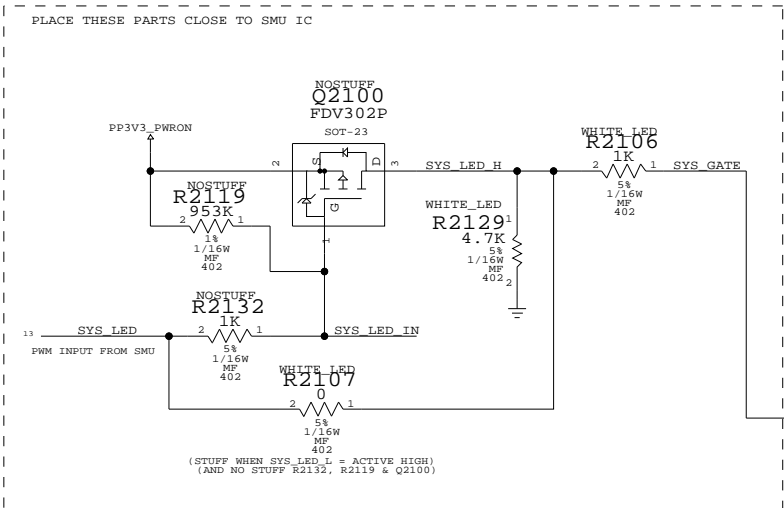 PLACE THESE PARTS CLOSE TO SMU IC
NOSTUFF
Q2100
FDV302P
SOT-23
PP3V3_PWRON
2
S
D
3
G
1
SYS_LED_H
WHITE_LED
R2106
1K
2
1
SYS_GATE
5%
1/16W
MF
402
NOSTUFF
R2119
953K
2
1
1%
1/16W
MF
402
WHITE_LED
R2129
1
4.7K
5%
1/16W
MF
402
2
NOSTUFF
R2132
1K
13
SYS_LED
2
1
SYS_LED_IN
PWM INPUT FROM SMU
5%
1/16W
MF
402
WHITE_LED
R2107
0
2
1
5%
1/16W
MF
402
(STUFF WHEN SYS_LED_L = ACTIVE HIGH)
(AND NO STUFF R2132, R2119 & Q2100)